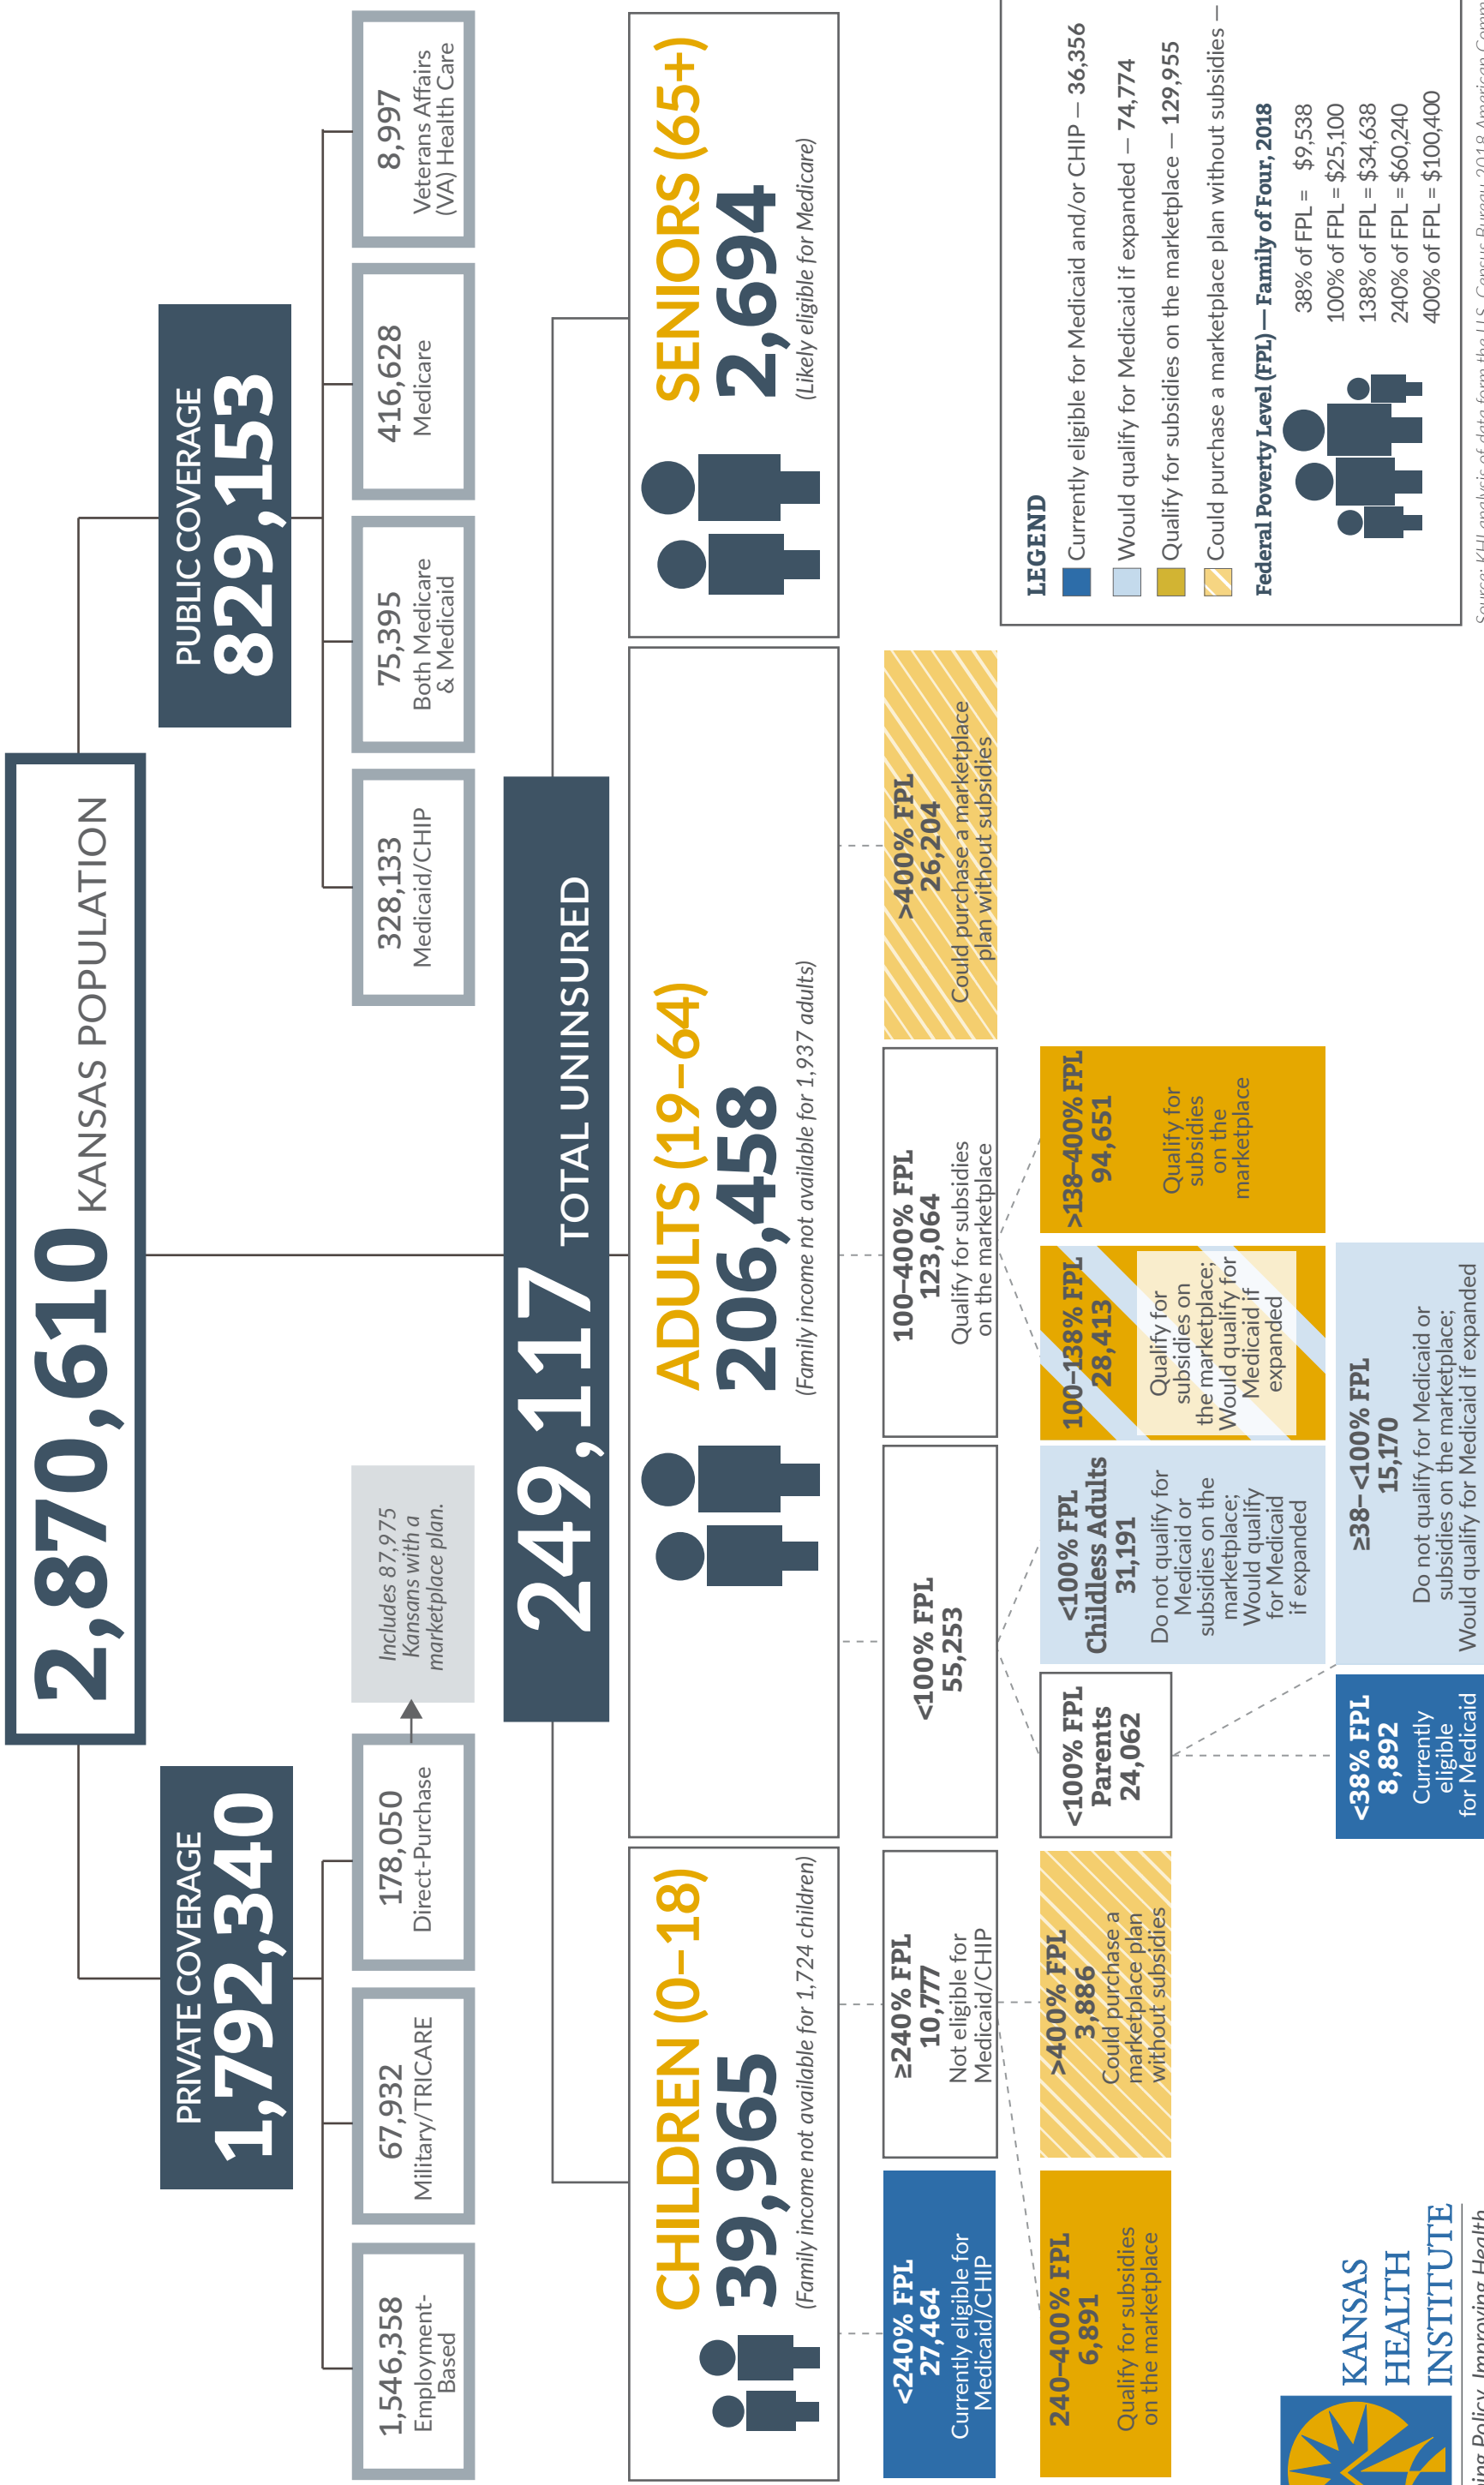 2,870,610 KANSAS POPULATION
PRIVATE COVERAGE
1,792,340
PUBLIC COVERAGE
829,153
1,546,358
Employment-
Based
67,932
Military/TRICARE
178,050
Direct-Purchase
Includes 87,975
Kansans with a
marketplace plan.
328,133
Medicaid/CHIP
75,395
Both Medicare
& Medicaid
416,628
Medicare
8,997
Veterans Affairs
(VA) Health Care
249,117 TOTAL UNINSURED
CHILDREN (0–18)
39,965
(Family income not available for 1,724 children)
ADULTS (19–64)
206,458
(Family income not available for 1,937 adults)
SENIORS (65+)
2,694
(Likely eligible for Medicare)
<240% FPL
27,464
Currently eligible for
Medicaid/CHIP
≥240% FPL
10,777
Not eligible for
Medicaid/CHIP
<100% FPL
55,253
100–400% FPL
123,064
Qualify for subsidies
on the marketplace
>400% FPL
26,204
Could purchase a marketplace
plan without subsidies
240–400% FPL
6,891
Qualify for subsidies
on the marketplace
>400% FPL
3,886
Could purchase a
marketplace plan
without subsidies
<100% FPL
Parents
24,062
<100% FPL
Childless Adults
31,191
Do not qualify for
Medicaid or
subsidies on the
marketplace;
Would qualify
for Medicaid
if expanded
100–138% FPL
28,413
Qualify for
subsidies on
the marketplace;
Would qualify for
Medicaid if
expanded
>138–400% FPL
94,651
Qualify for
subsidies
on the
marketplace
<38% FPL
8,892
Currently
eligible
for Medicaid
≥38–<100% FPL
15,170
Do not qualify for Medicaid or
subsidies on the marketplace;
Would qualify for Medicaid if expanded
LEGEND
Currently eligible for Medicaid and/or CHIP — 36,356
Would qualify for Medicaid if expanded — 74,774
Qualify for subsidies on the marketplace — 129,955
Could purchase a marketplace plan without subsidies —
Federal Poverty Level (FPL) — Family of Four, 2018
38% of FPL = $9,538
100% of FPL = $25,100
138% of FPL = $34,638
240% of FPL = $60,240
400% of FPL = $100,400
Source: KHI analysis of data form the U.S. Census Bureau 2018 American
KANSAS
HEALTH
INSTITUTE
Policy. Improving Health.